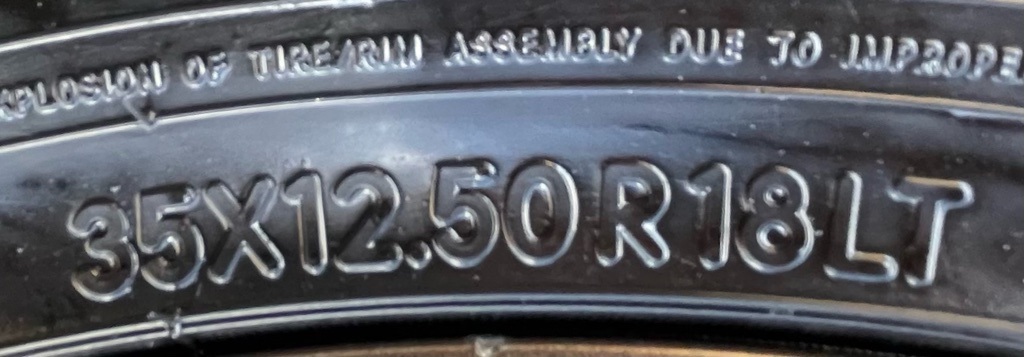 XPLOSION OF TIRE/RIM ASSEMBLY DUE TO IMPROPE
35X12.50R18LT